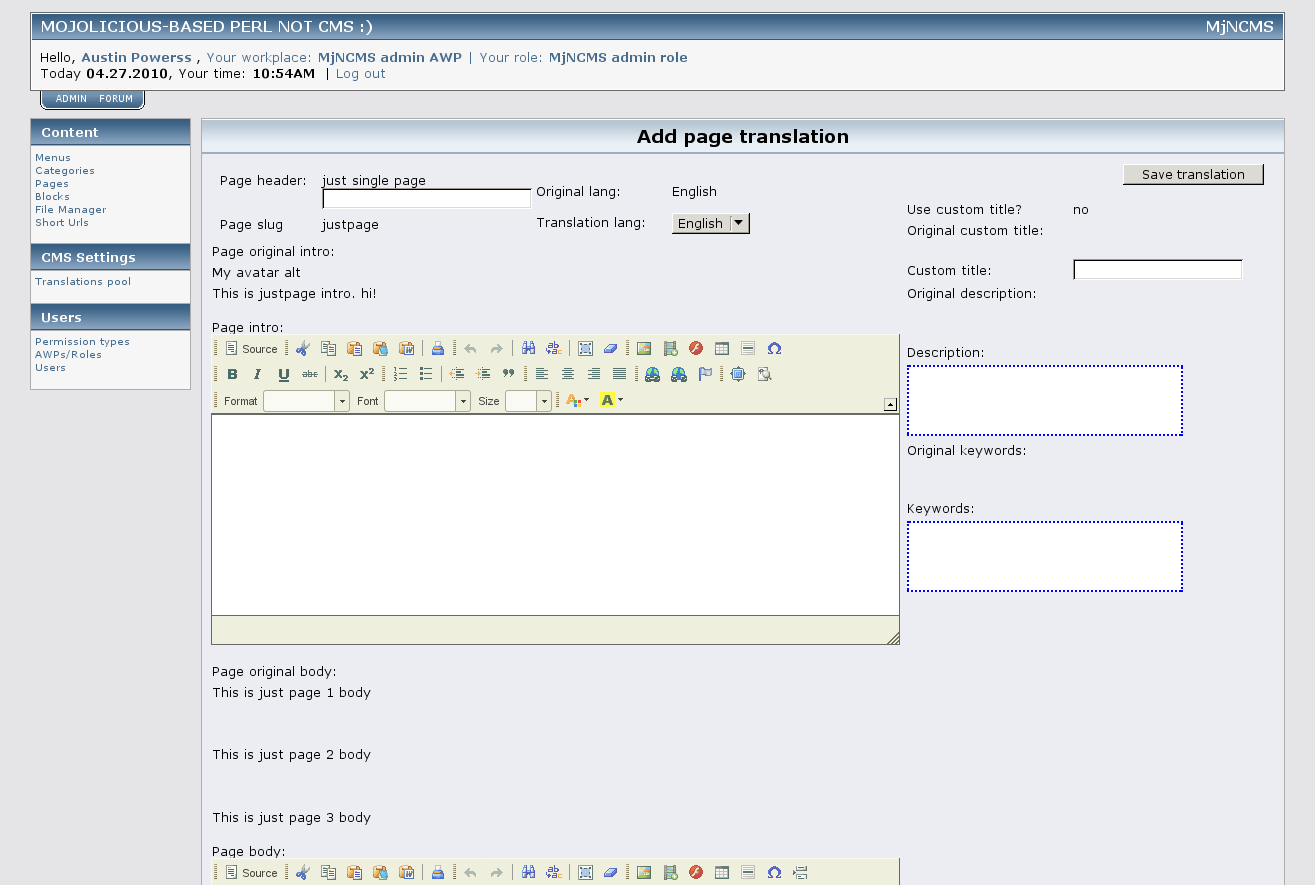 MOJOLICIOUS-BASED PERL NOT CMS :) MjNCMS
Hello, Austin Powerss , Your workplace: MjNCMS admin AWP | Your role: MjNCMS admin role
Today 04.27.2010, Your time: 10:54AM | Log out
ADMIN FORUM
Content
Menus
Categories
Pages
Blocks
File Manager
Short Urls
CMS Settings
Translations pool
Users
Permission types
AWPs/Roles
Users
Add page translation
Page header: just single page
Page slug justpage
Original lang: English
Translation lang: English
Save translation
Use custom title? no
Original custom title:
Custom title:
Original description:
Description:
Original keywords:
Keywords:
Page original intro:
My avatar alt
This is justpage intro. hi!
Page intro:
Source
B I U abc X2 X2
Format Font Size A A
Page original body:
This is just page 1 body
This is just page 2 body
This is just page 3 body
Page body:
Source